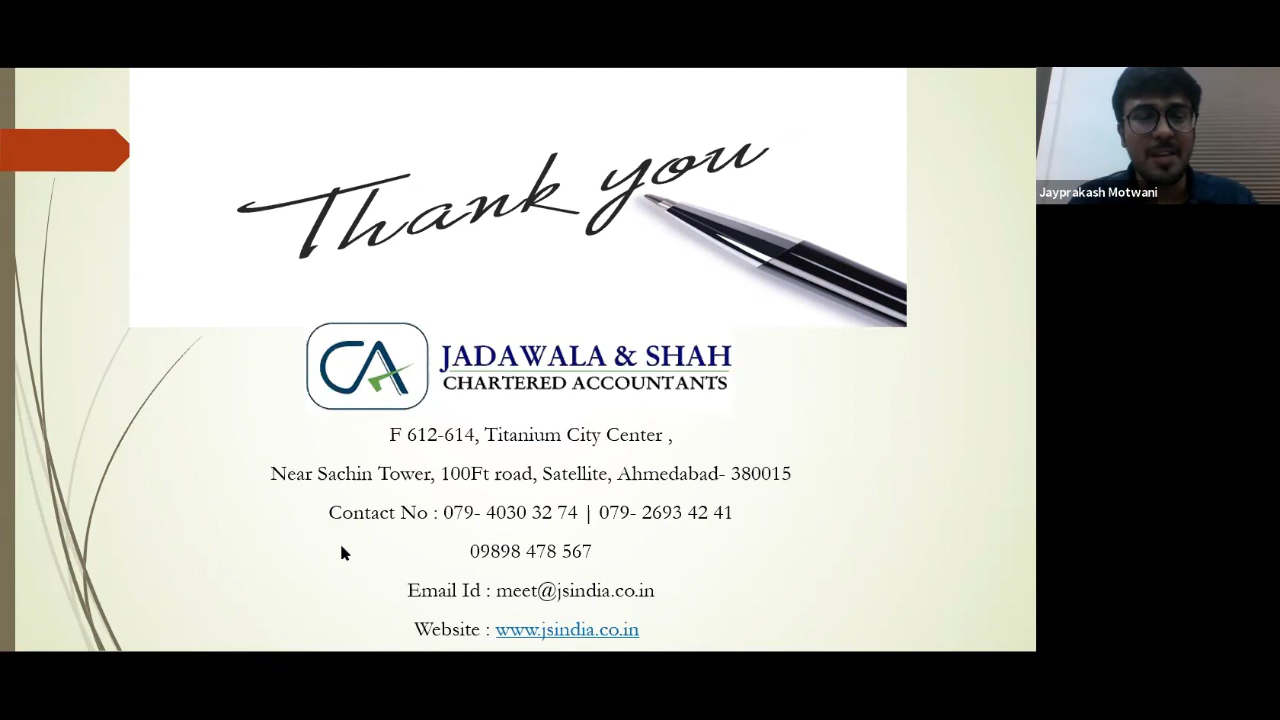 Thank you
CA
JADAWALA & SHAH
CHARTERED ACCOUNTANTS
F 612-614, Titanium City Center ,
Near Sachin Tower, 100Ft road, Satellite, Ahmedabad- 380015
Contact No : 079- 4030 32 74 | 079- 2693 42 41
09898 478 567
Email Id : meet@jsindia.co.in
Website : www.jsindia.co.in
Jayprakash Motwani